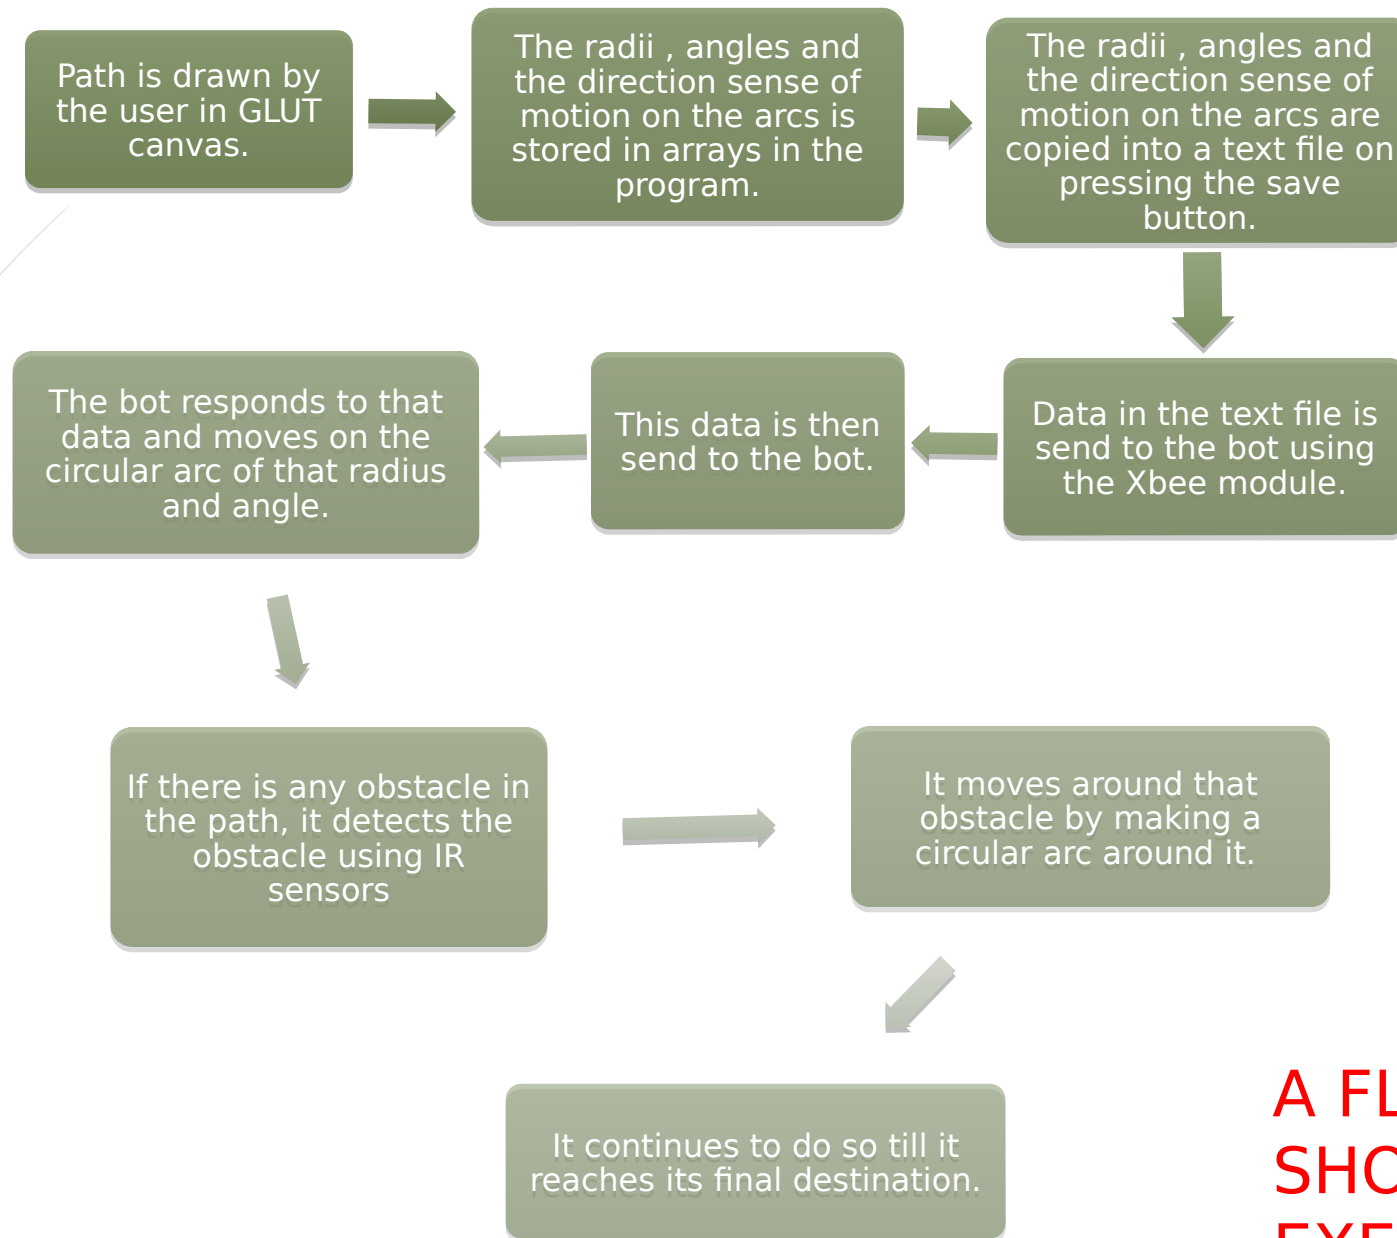 Path is drawn by
the user in GLUT
canvas.
The radii , angles and
the direction sense of
motion on the arcs is
stored in arrays in the
program.
The radii , angles and
the direction sense of
motion on the arcs are
copied into a text file on
pressing the save
button.
The bot responds to that
data and moves on the
circular arc of that radius
and angle.
This data is then
send to the bot.
Data in the text file is
send to the bot using
the Xbee module.
If there is any obstacle in
the path, it detects the
obstacle using IR
sensors
It moves around that
obstacle by making a
circular arc around it.
It continues to do so till it
reaches its final destination.
A